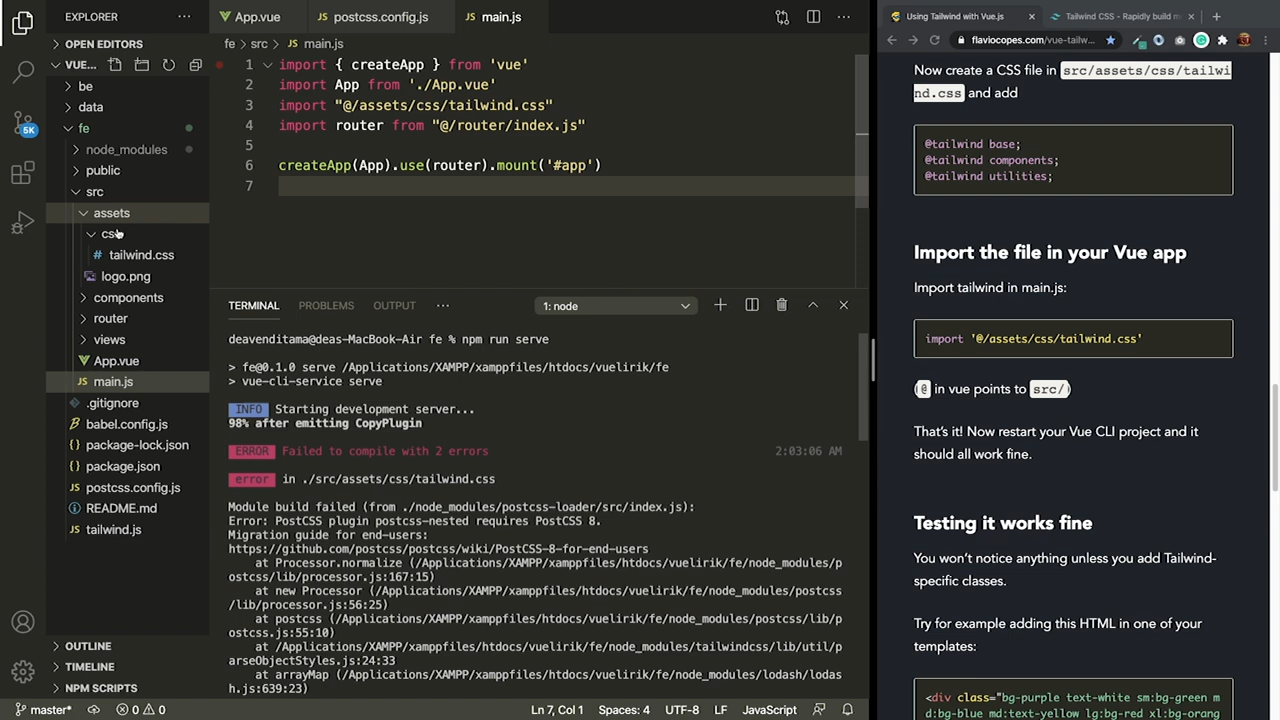 EXPLORER
OPEN EDITORS
VUE...
be
data
fe
node_modules
public
src
assets
css
tailwind.css
logo.png
components
router
views
App.vue
main.js
.gitignore
babel.config.js
package-lock.json
package.json
postcss.config.js
README.md
tailwind.js
OUTLINE
TIMELINE
NPM SCRIPTS
5K
App.vue
postcss.config.js
JS main.js
fe > src > JS main.js
1 import { createApp } from 'vue'
2 import App from './App.vue'
3 import "@/assets/css/tailwind.css"
4 import router from "@/router/index.js"
5
6 createApp(App).use(router).mount('#app')
7
TERMINAL PROBLEMS OUTPUT ... 1: node
deavenditama@deas-MacBook-Air fe % npm run serve
> fe@0.1.0 serve /Applications/XAMPP/xamppfiles/htdocs/vuelirik/fe
> vue-cli-service serve
INFO Starting development server...
98% after emitting CopyPlugin
ERROR Failed to compile with 2 errors 2:03:06 AM
error in ./src/assets/css/tailwind.css
Module build failed (from ./node_modules/postcss-loader/src/index.js):
Error: PostCSS plugin postcss-nested requires PostCSS 8.
Migration guide for end-users:
https://github.com/postcss/postcss/wiki/PostCSS-8-for-end-users
at Processor.normalize (/Applications/XAMPP/xamppfiles/htdocs/vuelirik/fe/node_modules/p
ostcss/lib/processor.js:167:15)
at new Processor (/Applications/XAMPP/xamppfiles/htdocs/vuelirik/fe/node_modules/postcss
/lib/processor.js:56:25)
at postcss (/Applications/XAMPP/xamppfiles/htdocs/vuelirik/fe/node_modules/postcss/lib/p
ostcss.js:55:10)
at /Applications/XAMPP/xamppfiles/htdocs/vuelirik/fe/node_modules/tailwindcss/lib/util/p
arseObjectStyles.js:24:33
at arrayMap (/Applications/XAMPP/xamppfiles/htdocs/vuelirik/fe/node_modules/lodash/lodas
h.js:639:23)
master* 0 0 Ln 7, Col 1 Spaces: 4 UTF-8 LF JavaScript
Using Tailwind with Vue.js
Tailwind CSS - Rapidly build m
flaviocopes.com/vue-tailw...
Now create a CSS file in src/assets/css/tailwi
nd.css and add
@tailwind base;
@tailwind components;
@tailwind utilities;
Import the file in your Vue app
Import tailwind in main.js:
import '@/assets/css/tailwind.css'
(@ in vue points to src/)
That's it! Now restart your Vue CLI project and it
should all work fine.
Testing it works fine
You won't notice anything unless you add Tailwind-
specific classes.
Try for example adding this HTML in one of your
templates:
<div class="bg-purple text-white sm:bg-green m
d:bg-blue md:text-yellow lg:bg-red xl:bg-orang